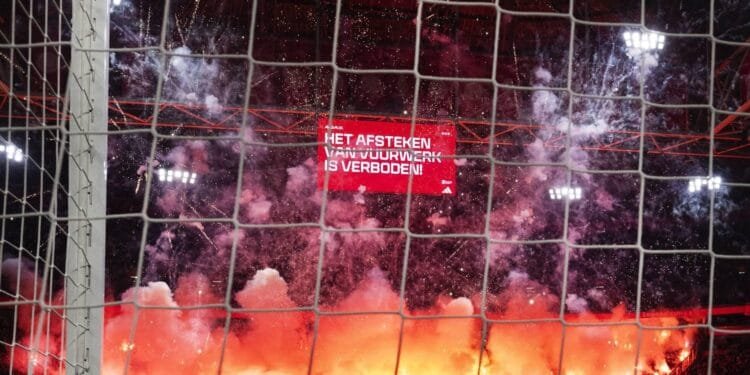 HET AFSTEKEN
VAN VUURWERK
IS VERBODEN!